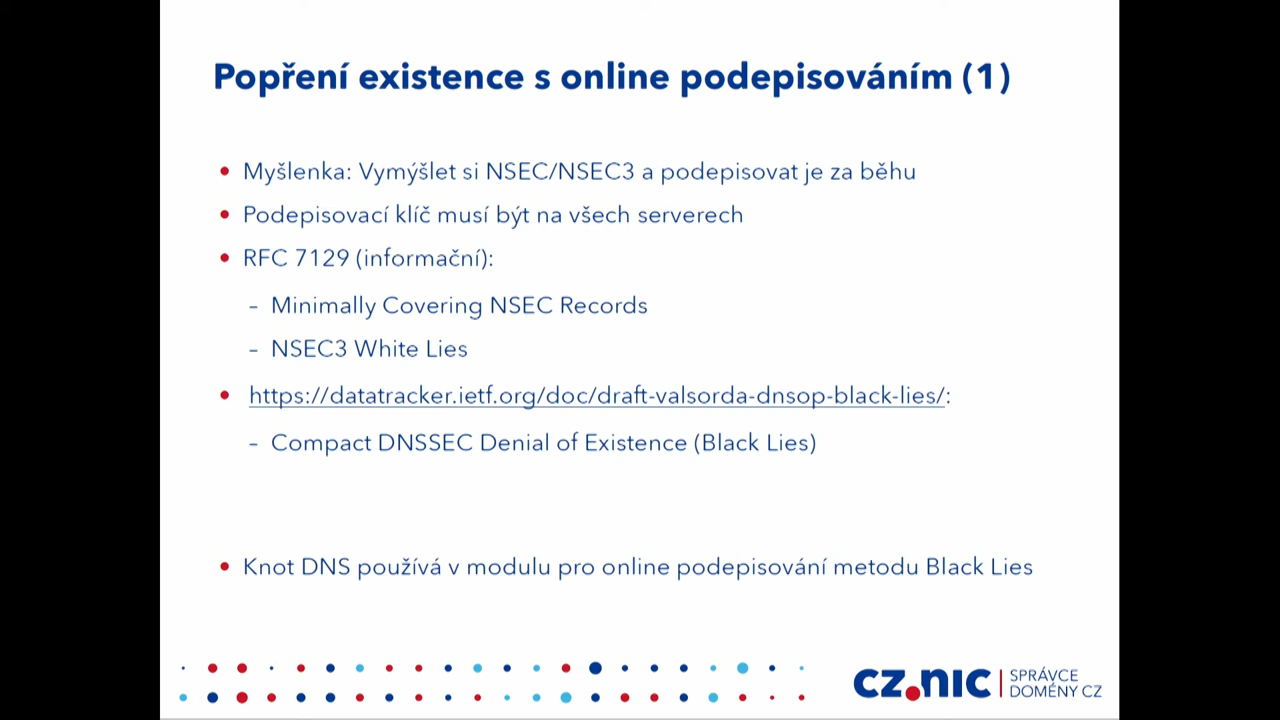 Popření existence s online podepisováním (1)
Myšlenka: Vymýšlet si NSEC/NSEC3 a podepisovat je za běhu
Podepisovací klíč musí být na všech serverech
RFC 7129 (informační):
– Minimally Covering NSEC Records
– NSEC3 White Lies
https://datatracker.ietf.org/doc/draft-valsorda-dnsop-black-lies/:
– Compact DNSSEC Denial of Existence (Black Lies)
Knot DNS používá v modulu pro online podepisování metodu Black Lies
cz.nic
SPRÁVCE
DOMÉNY CZ